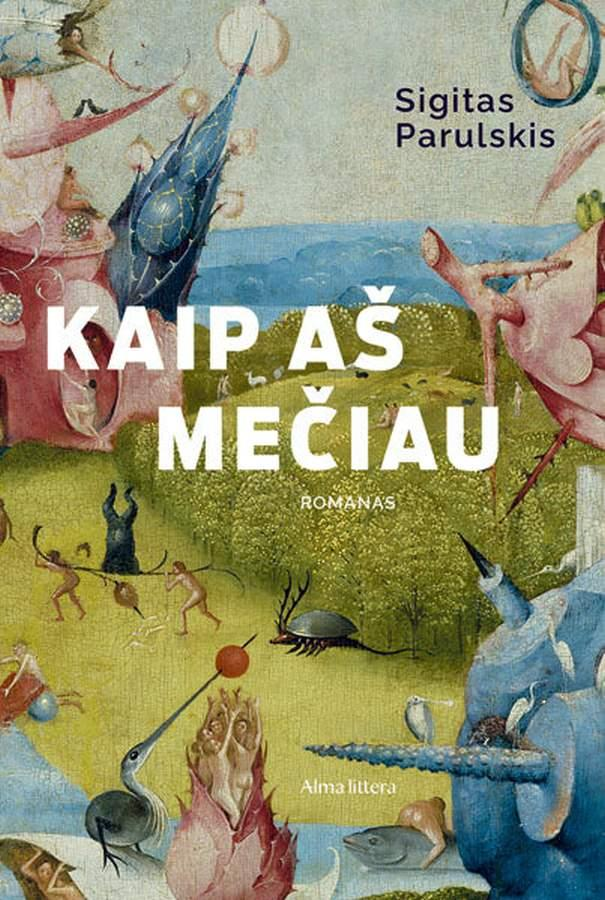 Sigitas
Parulskis
KAIP AŠ
MEČIAU
ROMANAS
Alma littera